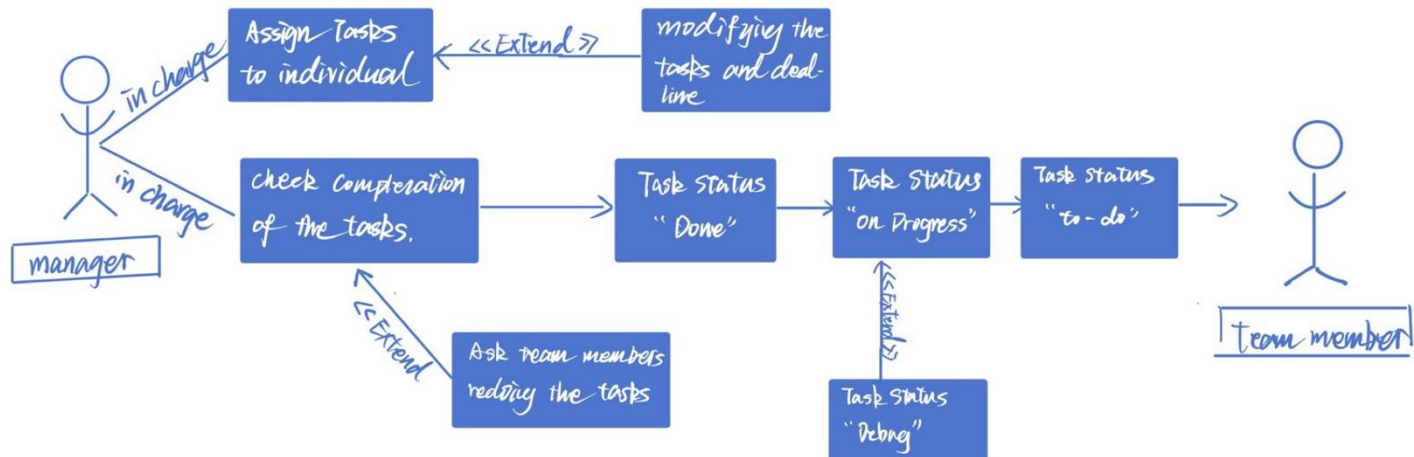 Assign Tasks
to individual
<<Extend>>
modifying the
tasks and deal-
line
in charge
in charge
manager
check Compleration
of the tasks.
Task Status
"Done"
Task Status
"on Progress"
Task Status
"to-do"
Team member
<<Extend
Ask team members
redoing the tasks
<<Extend>>
Task Status
"Debug"